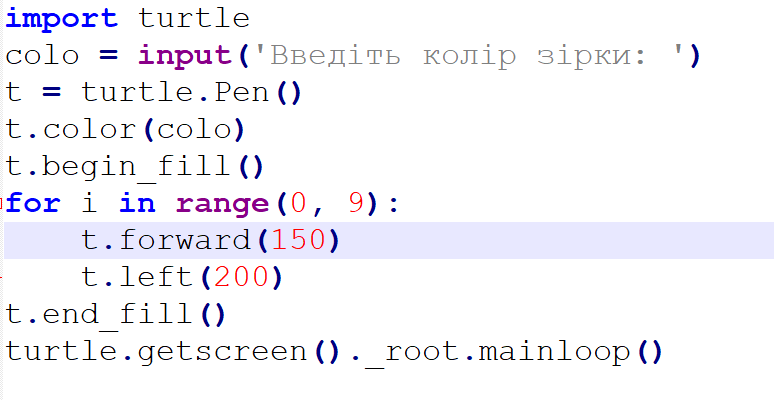 import turtle
colo = input('Введіть колір зірки: ')
t = turtle.Pen()
t.color(colo)
t.begin_fill()
for i in range(0, 9):
    t.forward(150)
    t.left(200)
t.end_fill()
turtle.getscreen()._root.mainloop()